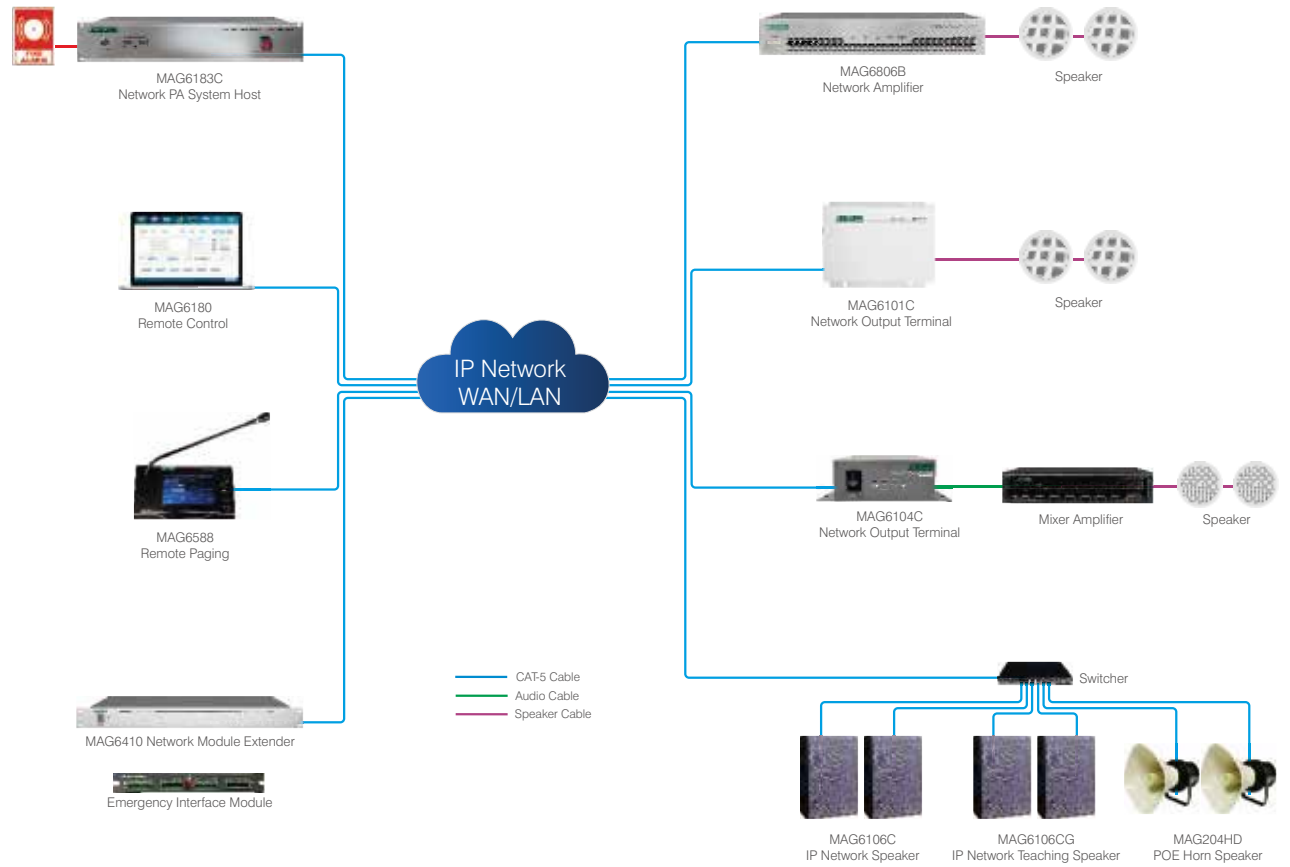 FIRE
ALARM
MAG6183C
Network PA System Host
MAG6806B
Network Amplifier
Speaker
MAG6180
Remote Control
MAG6101C
Network Output Terminal
Speaker
IP Network
WAN/LAN
MAG6588
Remote Paging
MAG6104C
Network Output Terminal
Mixer Amplifier
Speaker
CAT-5 Cable
Audio Cable
Speaker Cable
Switcher
MAG6410 Network Module Extender
Emergency Interface Module
MAG6106C
IP Network Speaker
MAG6106CG
IP Network Teaching Speaker
MAG204HD
POE Horn Speaker